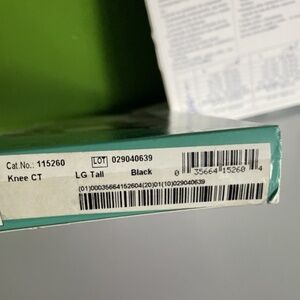 Cat. No.: 115260 LOT 029040639
Knee CT LG Tall Black 0 35664 15260 4
(01)00035664152604(20)01(10)029040639